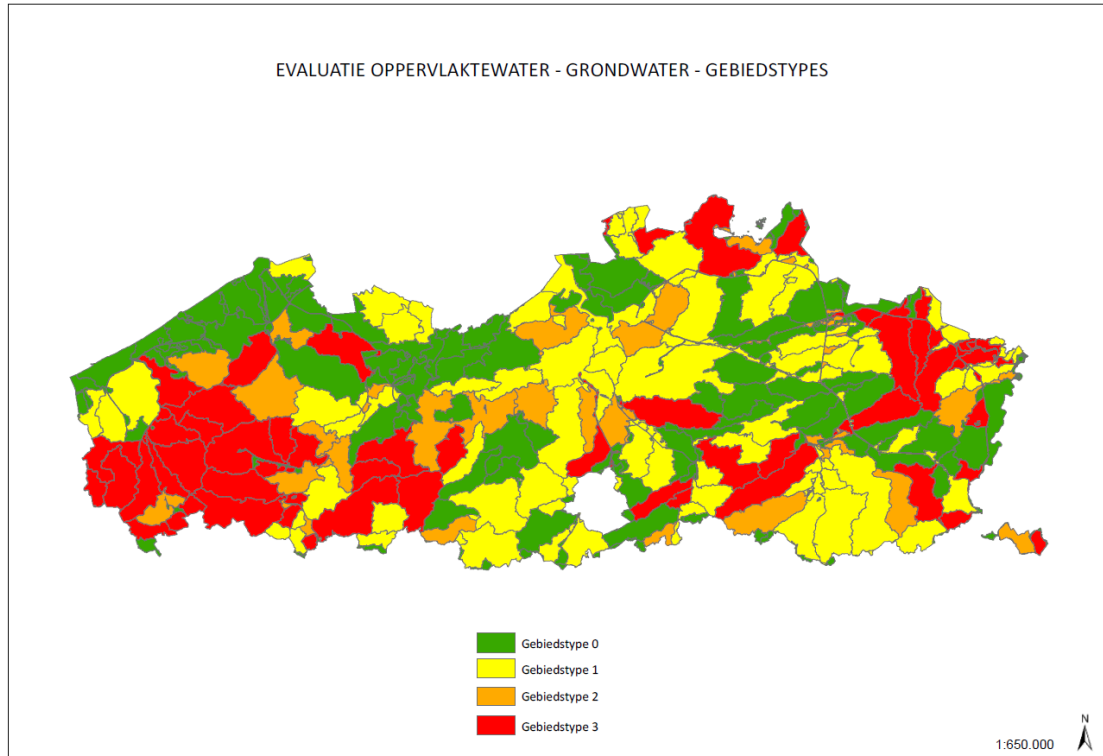 EVALUATIE OPPERVLAKTEWATER - GRONDWATER - GEBIEDSTYPES
Gebiedstype 0
Gebiedstype 1
Gebiedstype 2
Gebiedstype 3
N
1:650.000